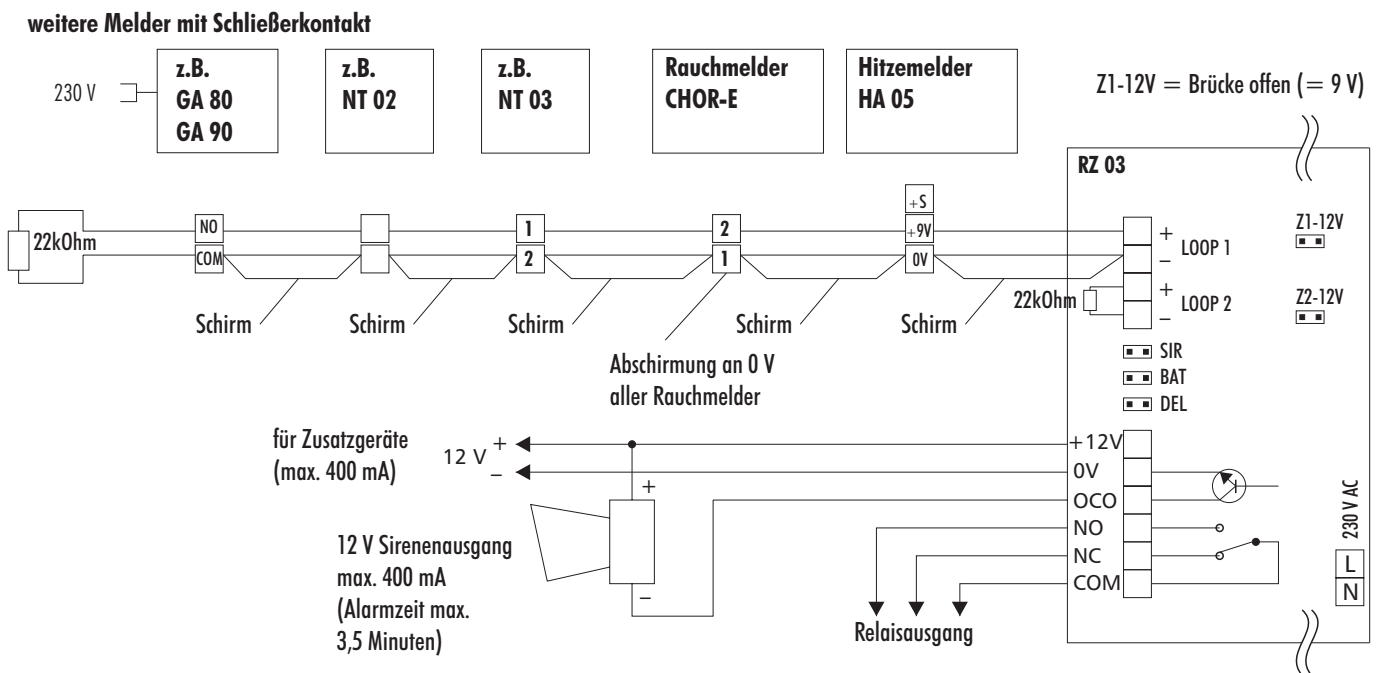 weitere Melder mit Schließerkontakt
230 V
z.B.
GA 80
GA 90
z.B.
NT 02
z.B.
NT 03
Rauchmelder
CHOR-E
Hitzemelder
HA 05
Z1-12V = Brücke offen (= 9 V)
RZ 03
22kOhm
NO
COM
1
2
2
1
+S
+9V
0V
+
−
LOOP 1
+
−
LOOP 2
22kOhm
Z1-12V
Z2-12V
Schirm
Schirm
Schirm
Schirm
Schirm
Abschirmung an 0 V
aller Rauchmelder
SIR
BAT
DEL
für Zusatzgeräte
(max. 400 mA)
12 V
+
−
+12V
0V
OCO
NO
NC
COM
+
−
12 V Sirenenausgang
max. 400 mA
(Alarmzeit max.
3,5 Minuten)
Relaisausgang
230 V AC
L
N